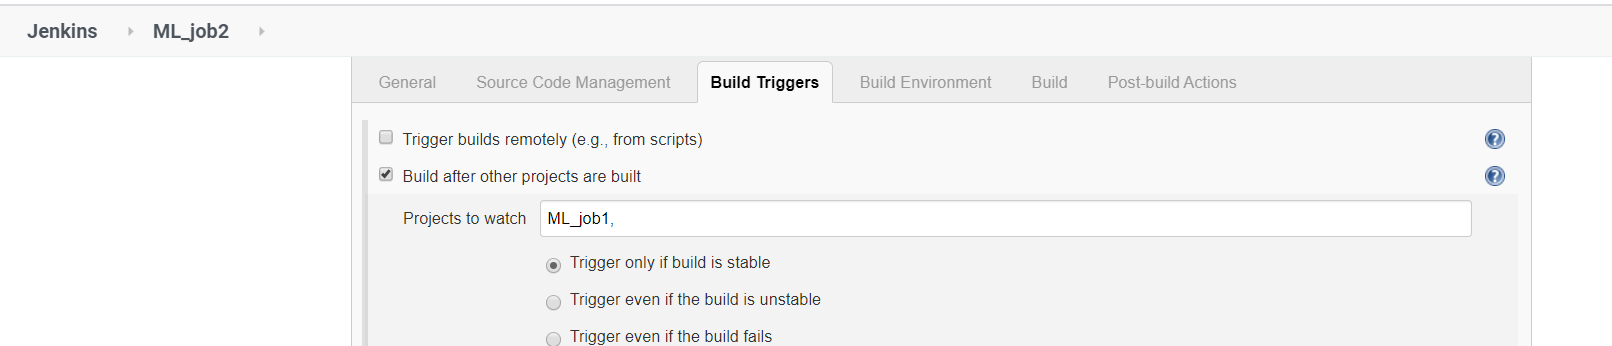 Jenkins ML_job2
General Source Code Management Build Triggers Build Environment Build Post-build Actions
Trigger builds remotely (e.g., from scripts) ?
Build after other projects are built ?
Projects to watch ML_job1,
Trigger only if build is stable
Trigger even if the build is unstable
Trigger even if the build fails